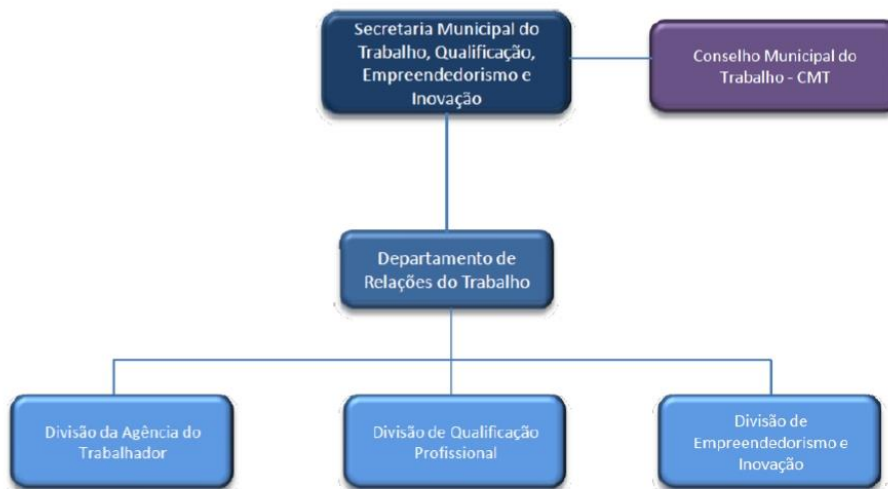 Secretaria Municipal do
Trabalho, Qualificação,
Empreendedorismo e
Inovação
Conselho Municipal do
Trabalho - CMT
Departamento de
Relações do Trabalho
Divisão da Agência do
Trabalhador
Divisão de Qualificação
Profissional
Divisão de
Empreendedorismo e
Inovação